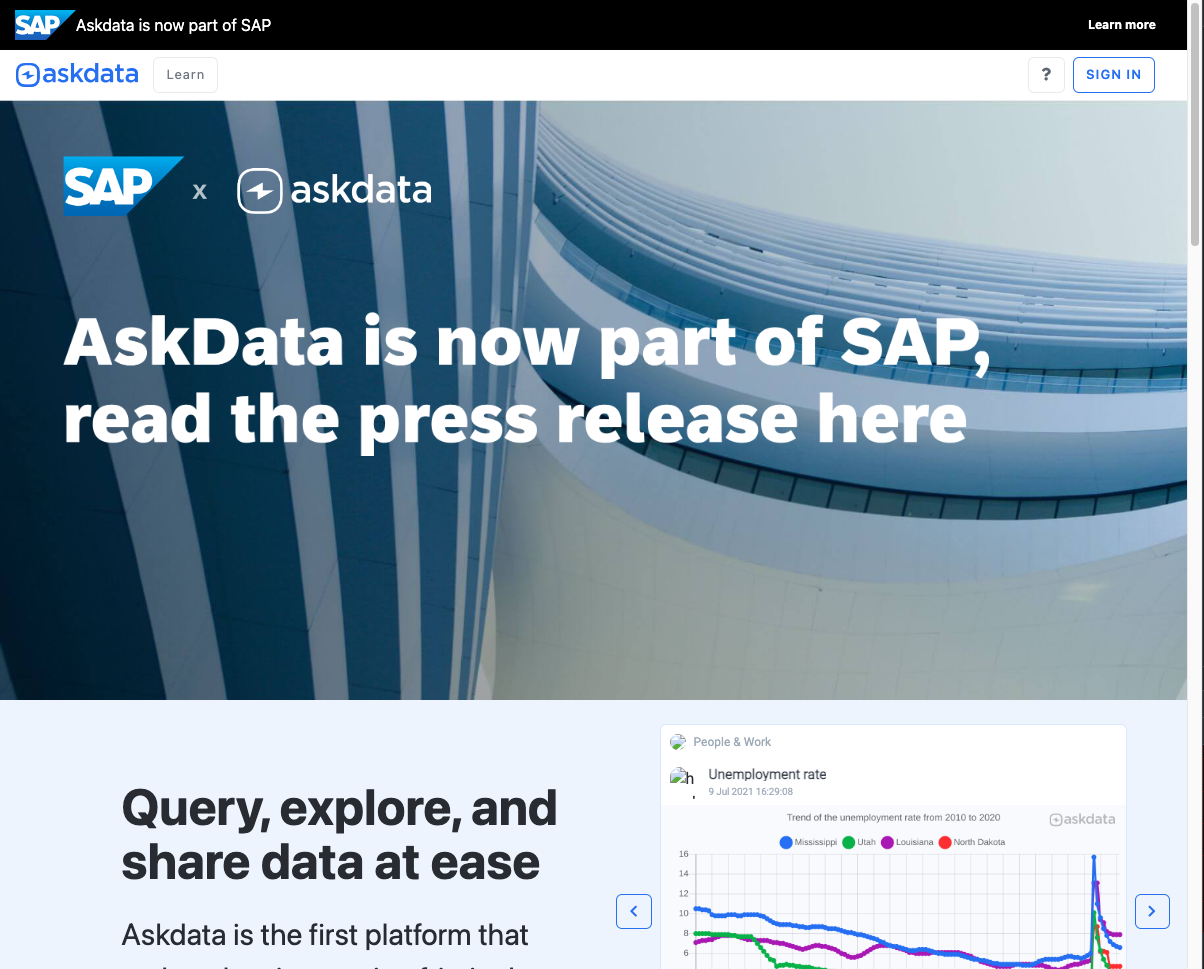 SAP Askdata is now part of SAP
Learn more
askdata
Learn
?
SIGN IN
SAP x askdata
AskData is now part of SAP,
read the press release here
Query, explore, and
share data at ease
Askdata is the first platform that
People & Work
h
Unemployment rate
9 Jul 2021 16:29:08
Trend of the unemployment rate from 2010 to 2020
askdata
Mississippi Utah Louisiana North Dakota
16
14
12
10
8
6